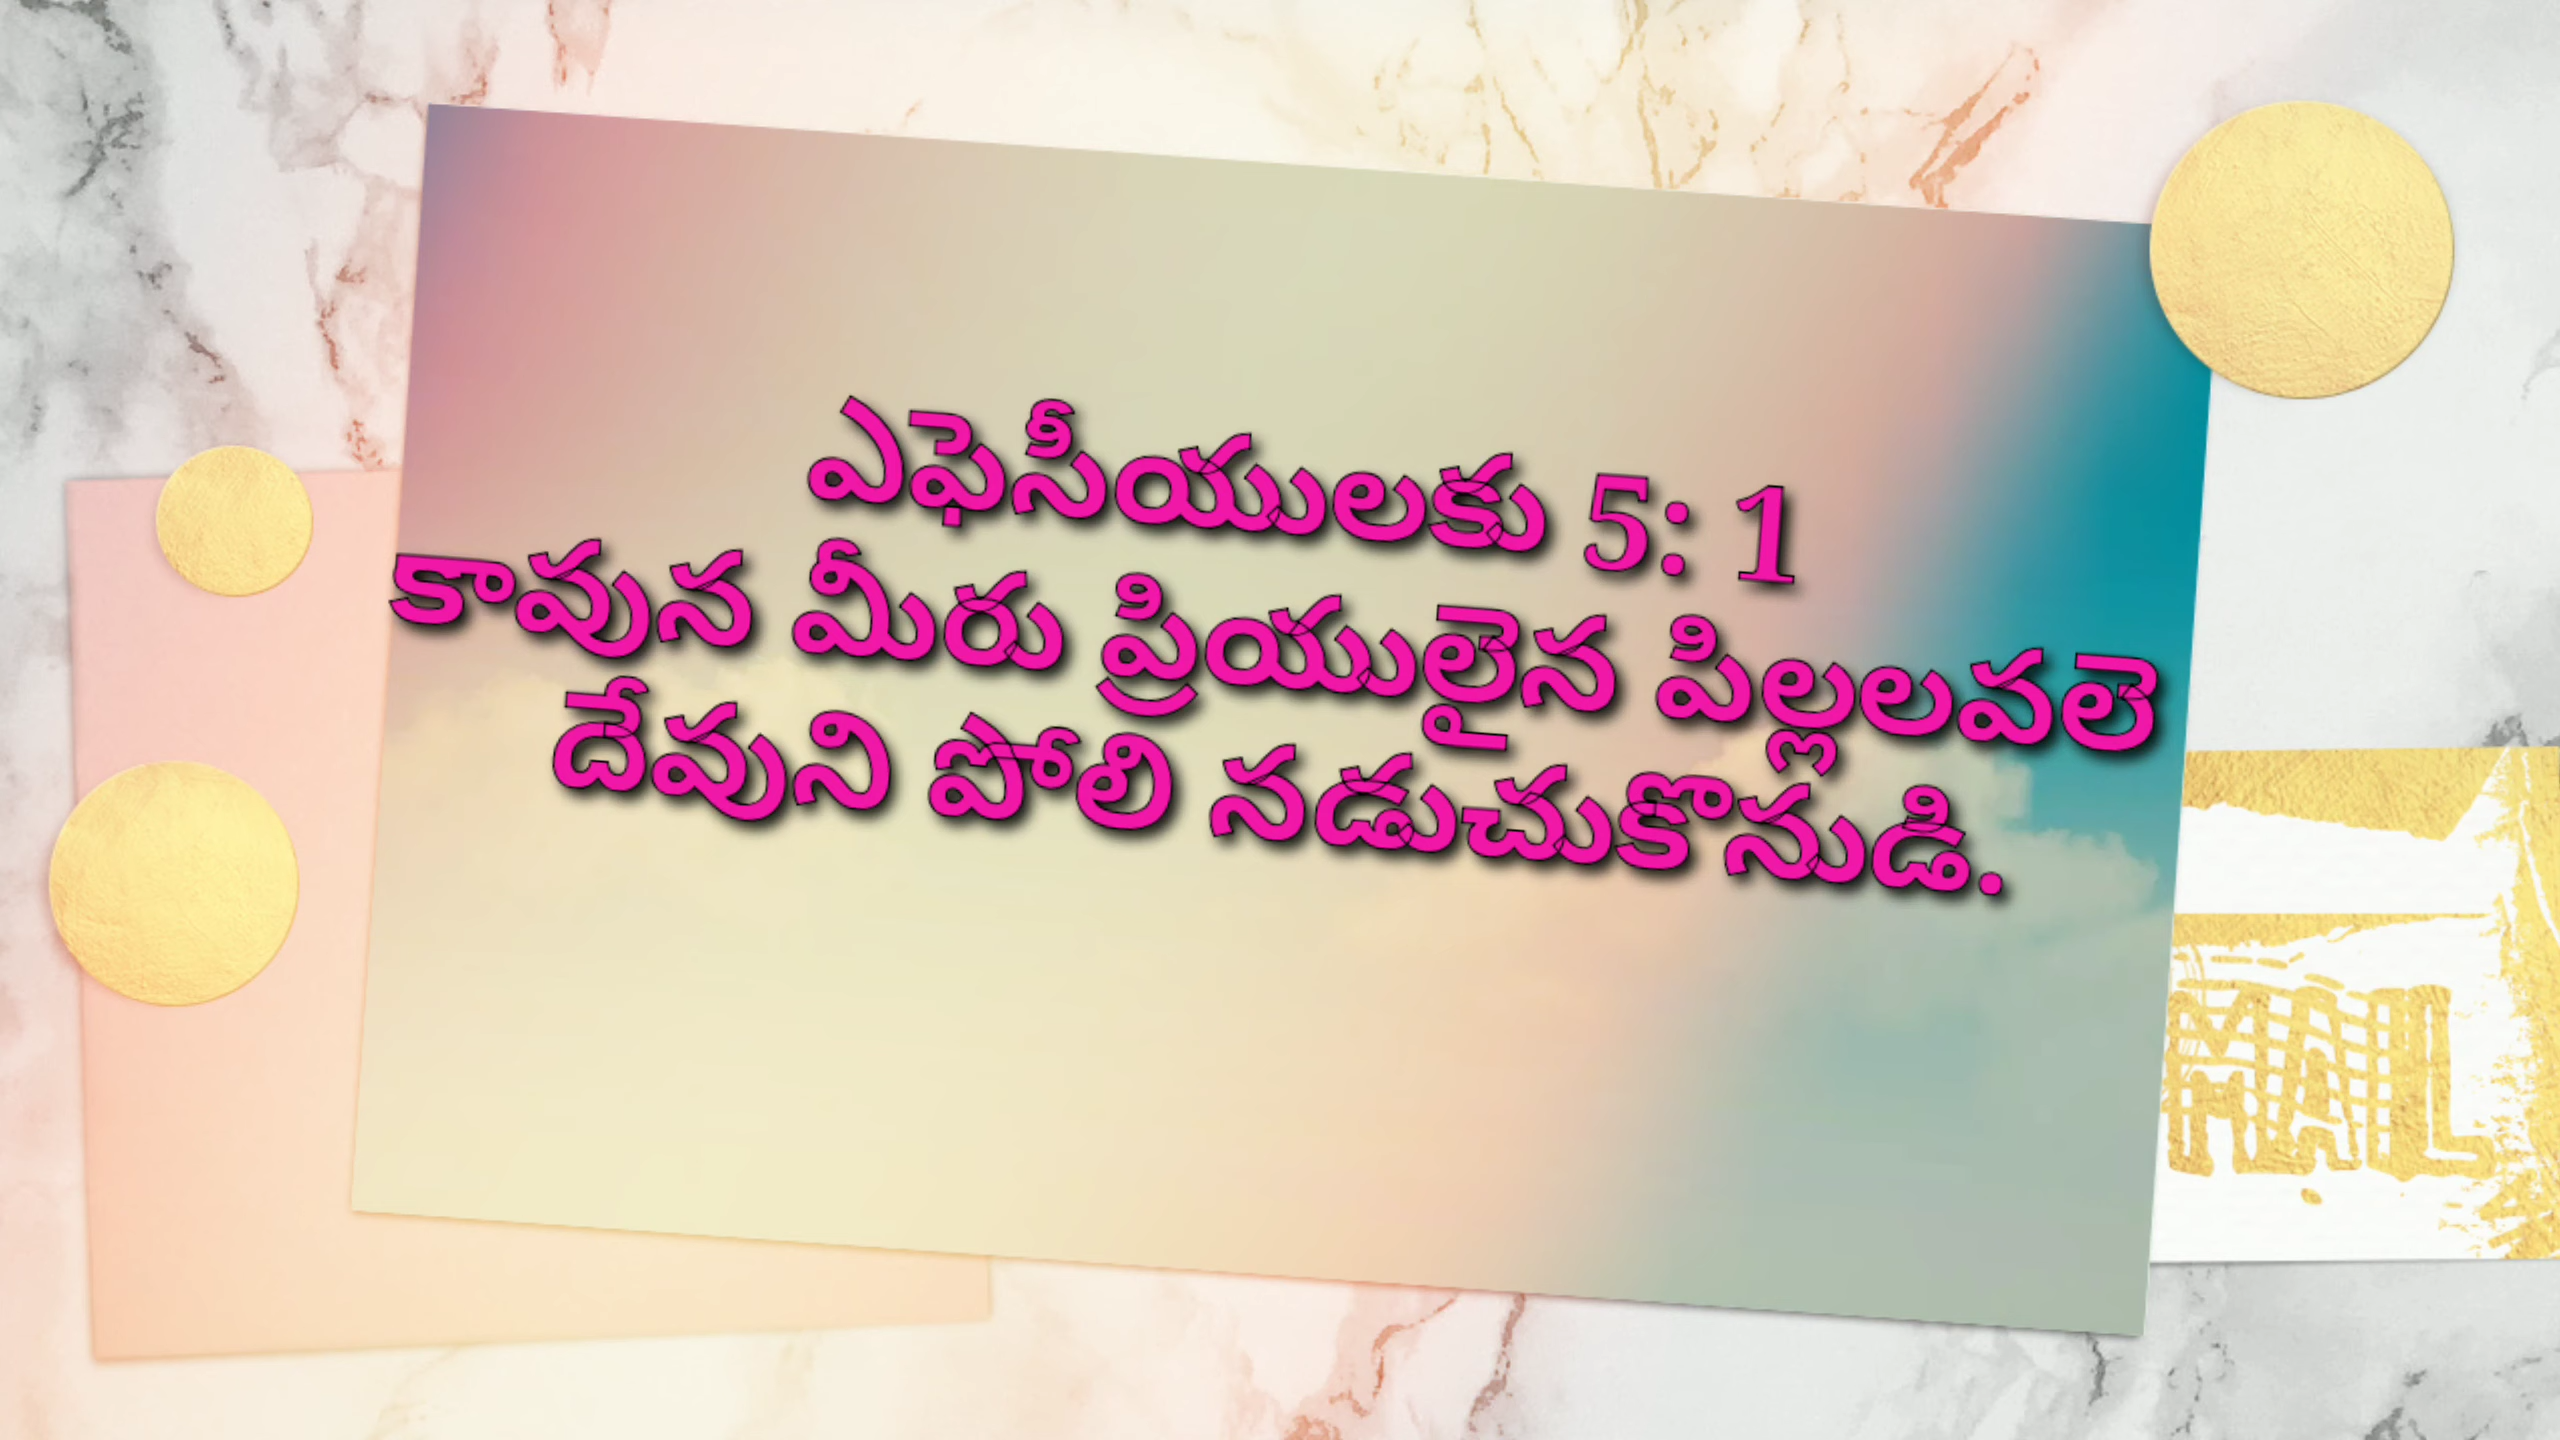 ఎఫెసీయులకు 5: 1
కావున మీరు ప్రియులైన పిల్లలవలె
దేవుని పోలి నడుచుకొనుడి.